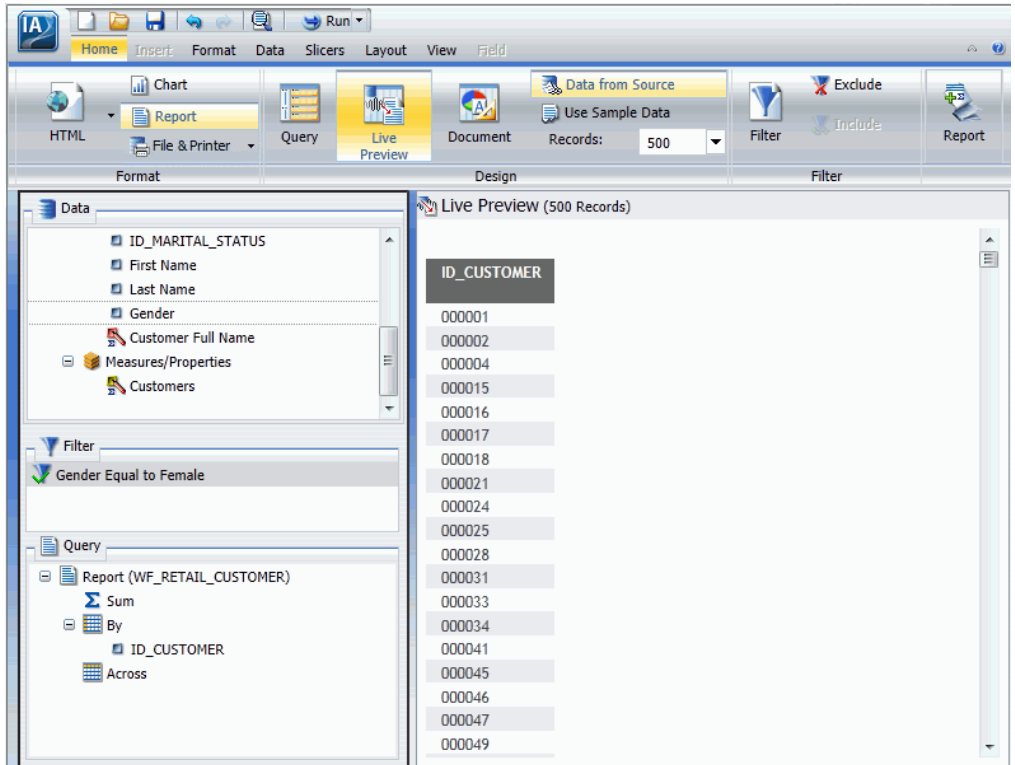 IA
Run
Home Insert Format Data Slicers Layout View Field
HTML
Chart
Report
File & Printer
Format
Query
Live Preview
Document
Data from Source
Use Sample Data
Records: 500
Design
Filter
Exclude
Include
Filter
Report
Data
ID_MARITAL_STATUS
First Name
Last Name
Gender
Customer Full Name
Measures/Properties
Customers
Filter
Gender Equal to Female
Query
Report (WF_RETAIL_CUSTOMER)
Sum
By
ID_CUSTOMER
Across
Live Preview (500 Records)
ID_CUSTOMER
000001
000002
000004
000015
000016
000017
000018
000021
000024
000025
000028
000031
000033
000034
000041
000045
000046
000047
000049